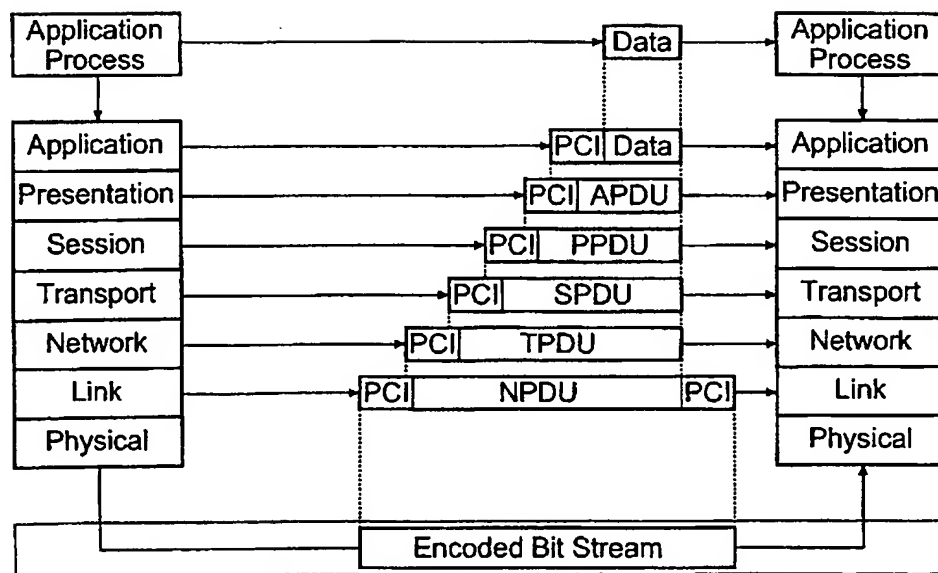 Application Process
Data
Application Process
Application
PCI Data
Application
Presentation
PCI APDU
Presentation
Session
PCI PPDU
Session
Transport
PCI SPDU
Transport
Network
PCI TPDU
Network
Link
PCI NPDU PCI
Link
Physical
Physical
Encoded Bit Stream